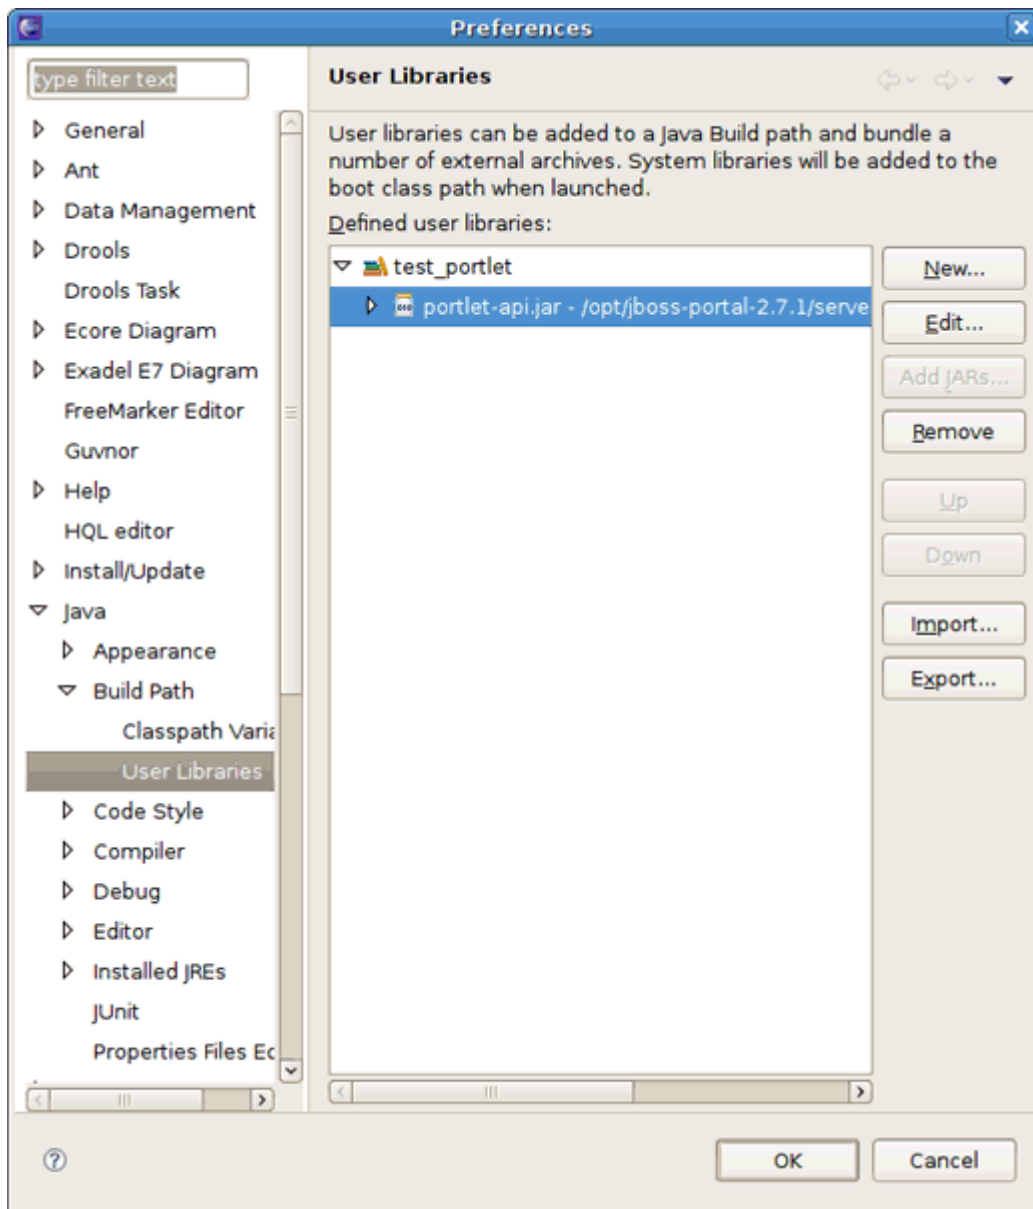 Preferences
type filter text
General
Ant
Data Management
Drools
Drools Task
Ecore Diagram
Exadel E7 Diagram
FreeMarker Editor
Guvnor
Help
HQL editor
Install/Update
Java
Appearance
Build Path
Classpath Varia
User Libraries
Code Style
Compiler
Debug
Editor
Installed JREs
JUnit
Properties Files Ed
User Libraries
User libraries can be added to a Java Build path and bundle a
number of external archives. System libraries will be added to the
boot class path when launched.
Defined user libraries:
test_portlet
portlet-api.jar - /opt/jboss-portal-2.7.1/serve
New...
Edit...
Add JARs...
Remove
Up
Down
Import...
Export...
OK
Cancel